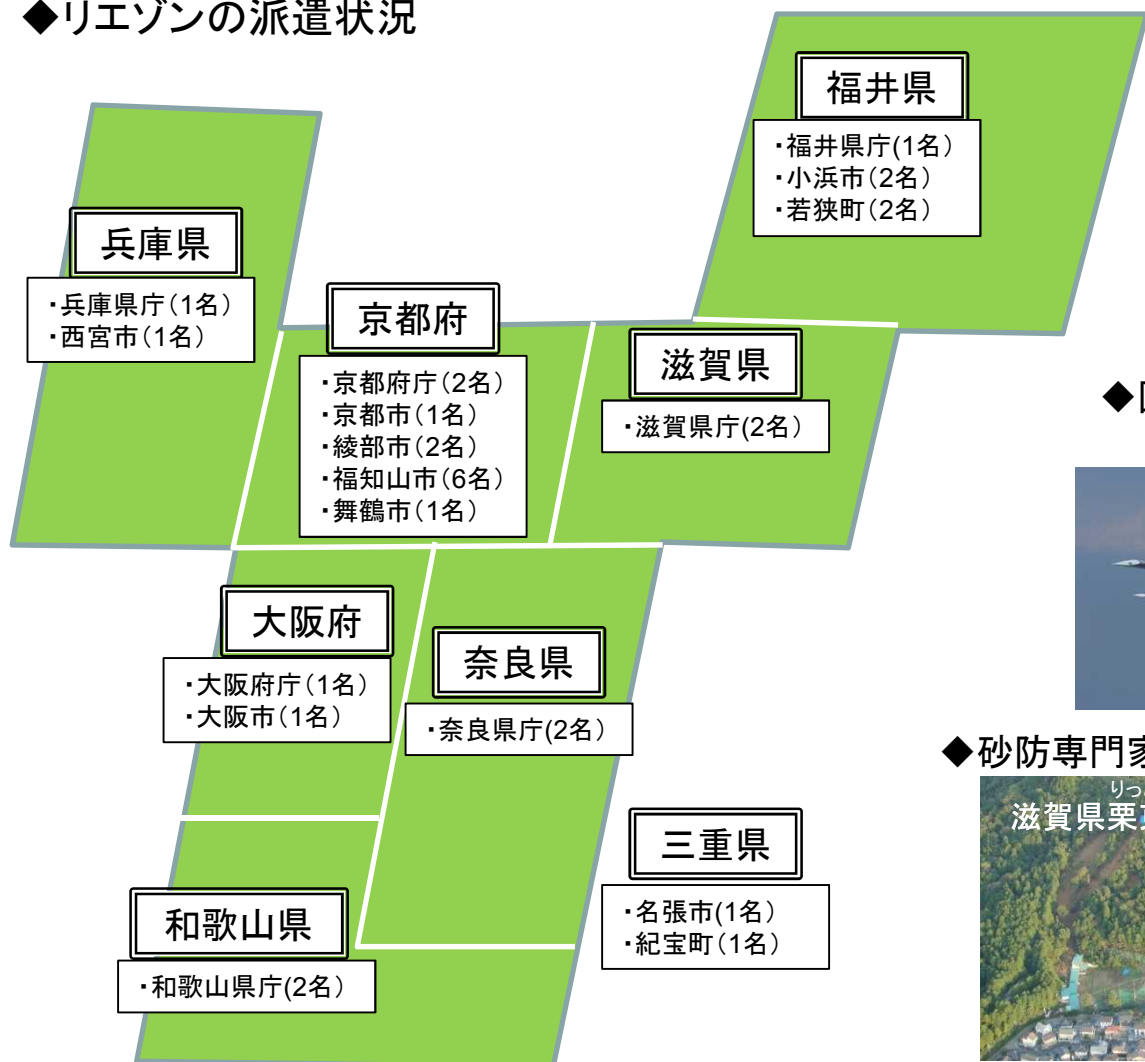 ◆リエゾンの派遣状況
福井県
・福井県庁(1名)
・小浜市(2名)
・若狭町(2名)
兵庫県
・兵庫県庁(1名)
・西宮市(1名)
京都府
・京都府庁(2名)
・京都市(1名)
・綾部市(2名)
・福知山市(6名)
・舞鶴市(1名)
滋賀県
・滋賀県庁(2名)
大阪府
・大阪府庁(1名)
・大阪市(1名)
奈良県
・奈良県庁(2名)
三重県
・名張市(1名)
・紀宝町(1名)
和歌山県
・和歌山県庁(2名)
◆
◆砂防専門家
りっ
滋賀県栗